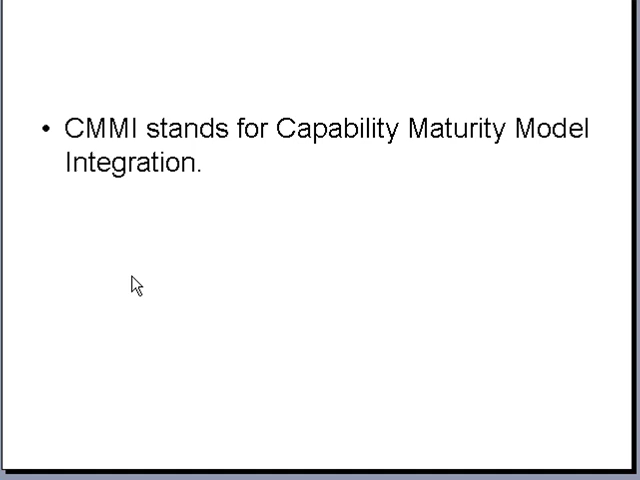 • CMMI stands for Capability Maturity Model
Integration.